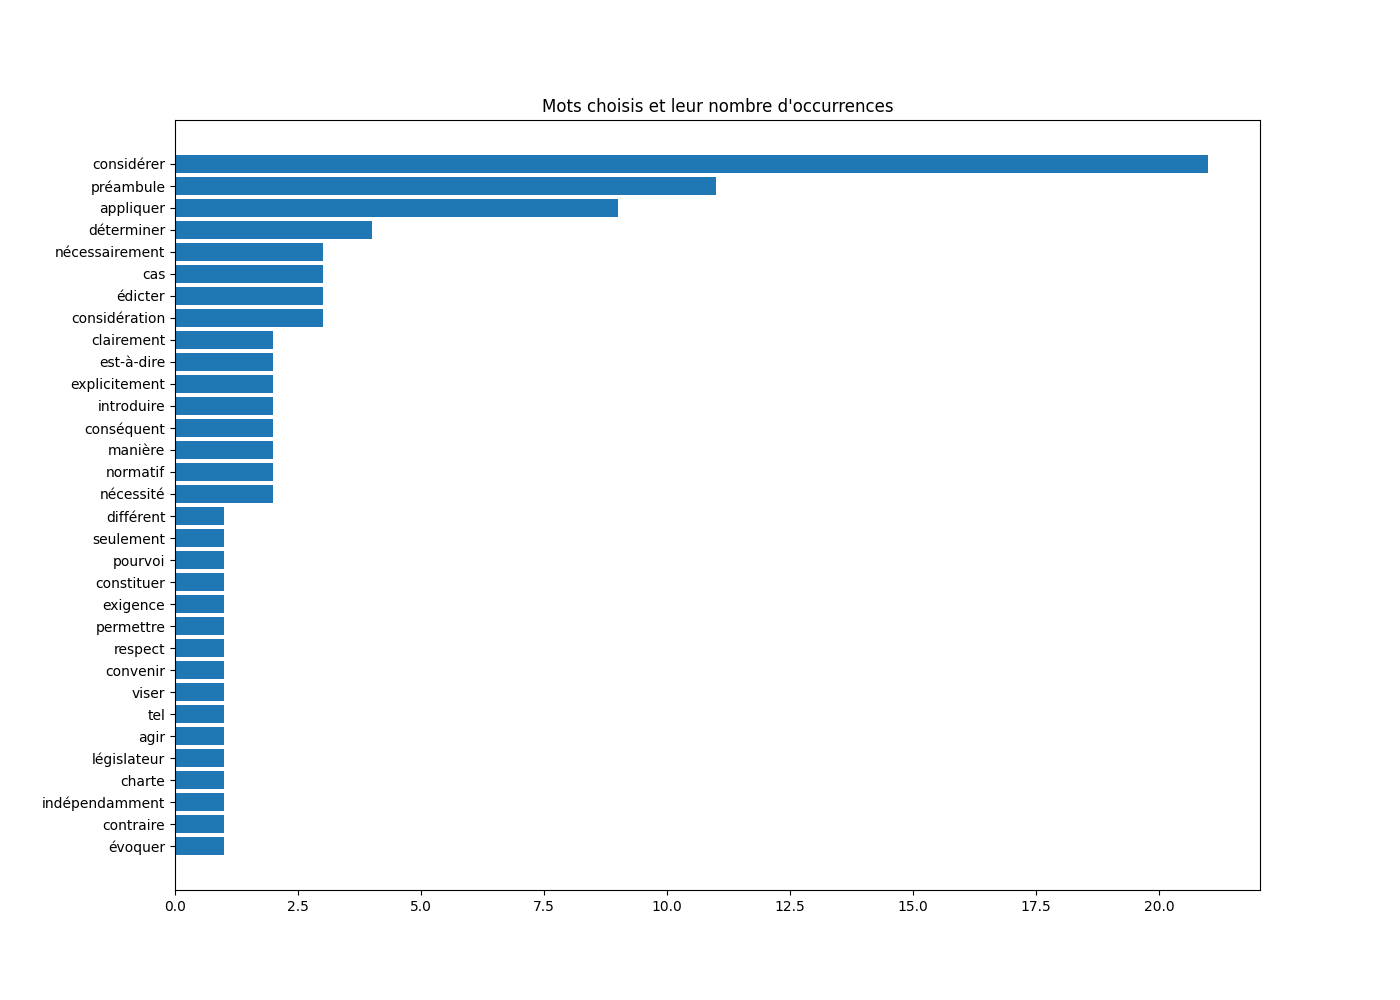 Mots choisis et leur nombre d'occurrences
considérer
préambule
appliquer
déterminer
nécessairement
cas
édicter
considération
clairement
est-à-dire
explicitement
introduire
conséquent
manière
normatif
nécessité
différent
seulement
pourvoi
constituer
exigence
permettre
respect
convenir
viser
tel
agir
législateur
charte
indépendamment
contraire
évoquer
0.0 2.5 5.0 7.5 10.0 12.5 15.0 17.5 20.0